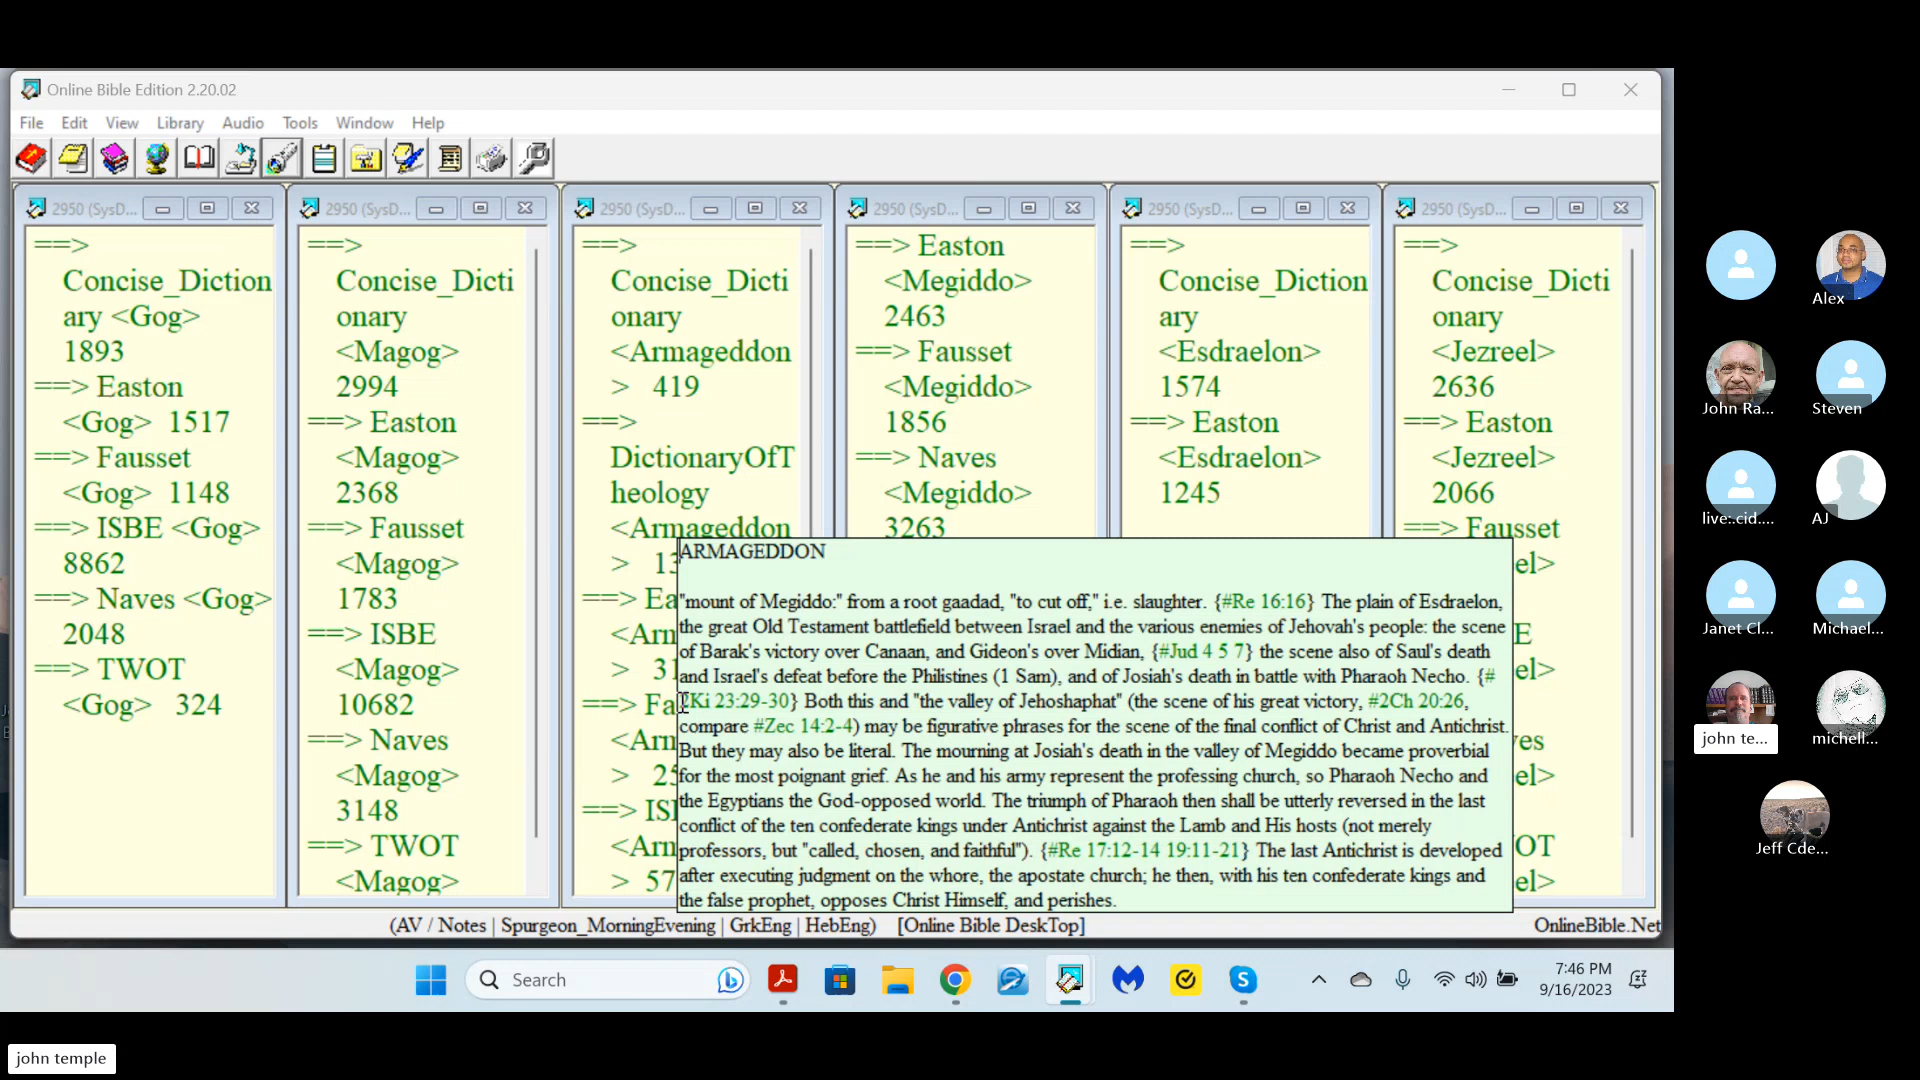 Online Bible Edition 2.20.02
File Edit View Library Audio Tools Window Help
2950 (SysD...
==>
Concise_Diction
ary <Gog>
1893
==> Easton
<Gog> 1517
==> Fausset
<Gog> 1148
==> ISBE <Gog>
8862
==> Naves <Gog>
2048
==> TWOT
<Gog> 324
2950 (SysD...
==>
Concise_Dicti
onary
<Magog>
2994
==> Easton
<Magog>
2368
==> Fausset
<Magog>
1783
==> ISBE
<Magog>
10682
==> Naves
<Magog>
3148
==> TWOT
<Magog>
2950 (SysD...
==>
Concise_Dicti
onary
<Armageddon
> 419
==>
DictionaryOfT
heology
<Armageddon
> 13
==> Ea
<Arm
> 31
==> Fa
<Arm
> 25
==> ISI
<Arm
> 57
2950 (SysD...
==> Easton
<Megiddo>
2463
==> Fausset
<Megiddo>
1856
==> Naves
<Megiddo>
3263
2950 (SysD...
==>
Concise_Diction
ary
<Esdraelon>
1574
==> Easton
<Esdraelon>
1245
2950 (SysD...
==>
Concise_Dicti
onary
<Jezreel>
2636
==> Easton
<Jezreel>
2066
==> Fausset
el>
E
el>
ves
el>
OT
el>
ARMAGEDDON
"mount of Megiddo:" from a root gaadad, "to cut off," i.e. slaughter. {#Re 16:16} The plain of Esdraelon,
the great Old Testament battlefield between Israel and the various enemies of Jehovah's people: the scene
of Barak's victory over Canaan, and Gideon's over Midian, {#Jud 4 5 7} the scene also of Saul's death
and Israel's defeat before the Philistines (1 Sam), and of Josiah's death in battle with Pharaoh Necho. {#
2Ki 23:29-30} Both this and "the valley of Jehoshaphat" (the scene of his great victory, #2Ch 20:26,
compare #Zec 14:2-4) may be figurative phrases for the scene of the final conflict of Christ and Antichrist.
But they may also be literal. The mourning at Josiah's death in the valley of Megiddo became proverbial
for the most poignant grief. As he and his army represent the professing church, so Pharaoh Necho and
the Egyptians the God-opposed world. The triumph of Pharaoh then shall be utterly reversed in the last
conflict of the ten confederate kings under Antichrist against the Lamb and His hosts (not merely
professors, but "called, chosen, and faithful"). {#Re 17:12-14 19:11-21} The last Antichrist is developed
after executing judgment on the whore, the apostate church; he then, with his ten confederate kings and
the false prophet, opposes Christ Himself, and perishes.
(AV / Notes | Spurgeon_MorningEvening | GrkEng | HebEng) [Online Bible DeskTop]
OnlineBible.Net
Search
7:46 PM
9/16/2023
Alex
John Ra...
Steven
live:.cid....
AJ
Janet Cl...
Michael...
john te...
michell...
Jeff Cde...
john temple